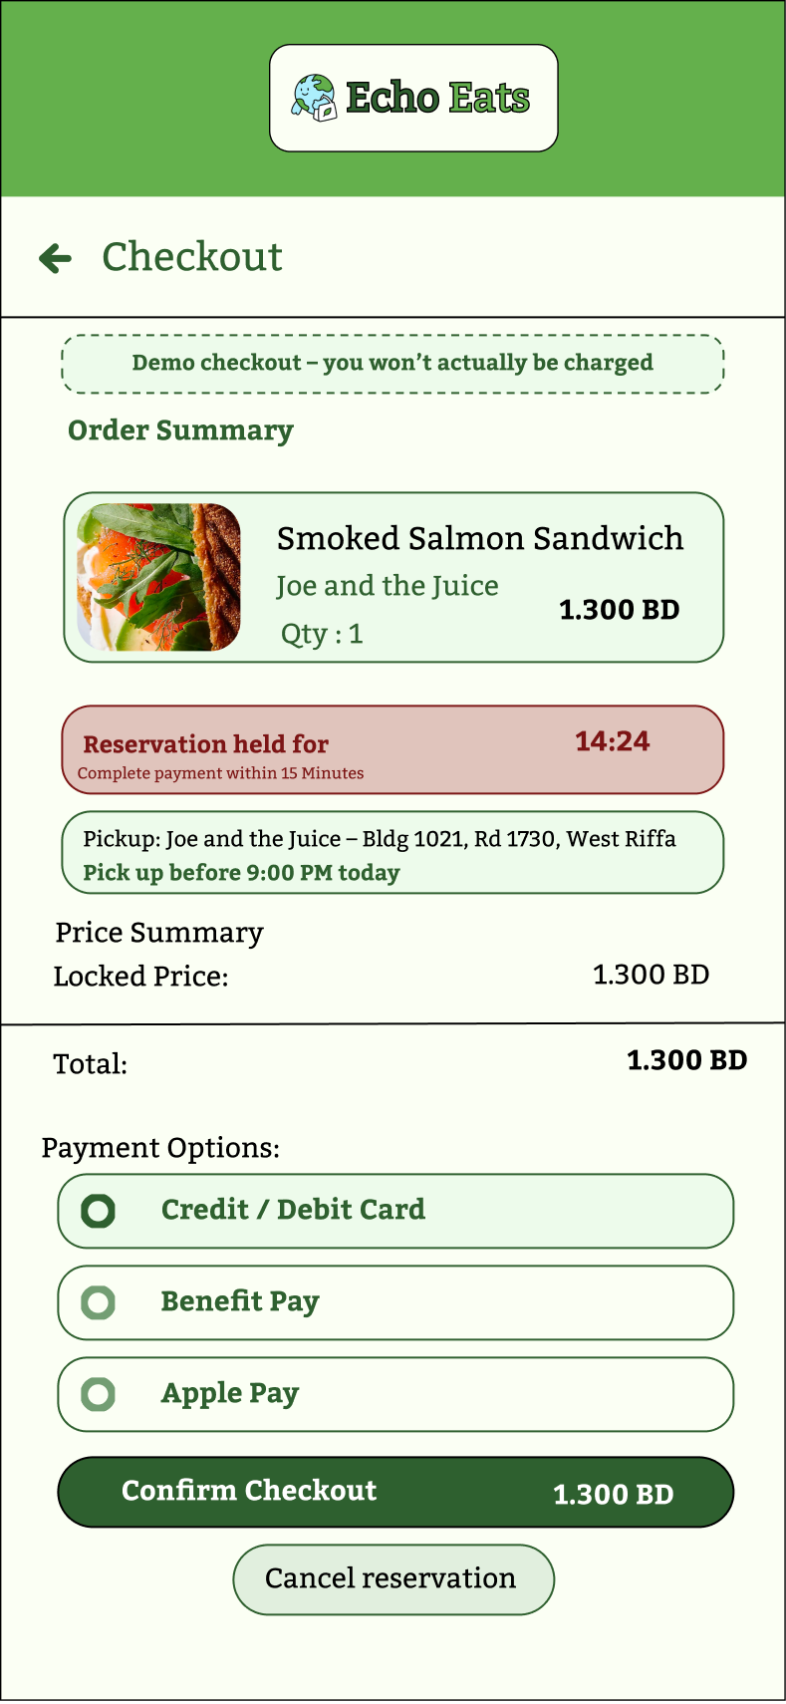 Echo Eats
Checkout
Demo checkout – you won’t actually be charged
Order Summary
Smoked Salmon Sandwich
Joe and the Juice
1.300 BD
Qty : 1
Reservation held for
14:24
Complete payment within 15 Minutes
Pickup: Joe and the Juice – Bldg 1021, Rd 1730, West Riffa
Pick up before 9:00 PM today
Price Summary
Locked Price:
1.300 BD
Total:
1.300 BD
Payment Options:
Credit / Debit Card
Benefit Pay
Apple Pay
Confirm Checkout
1.300 BD
Cancel reservation